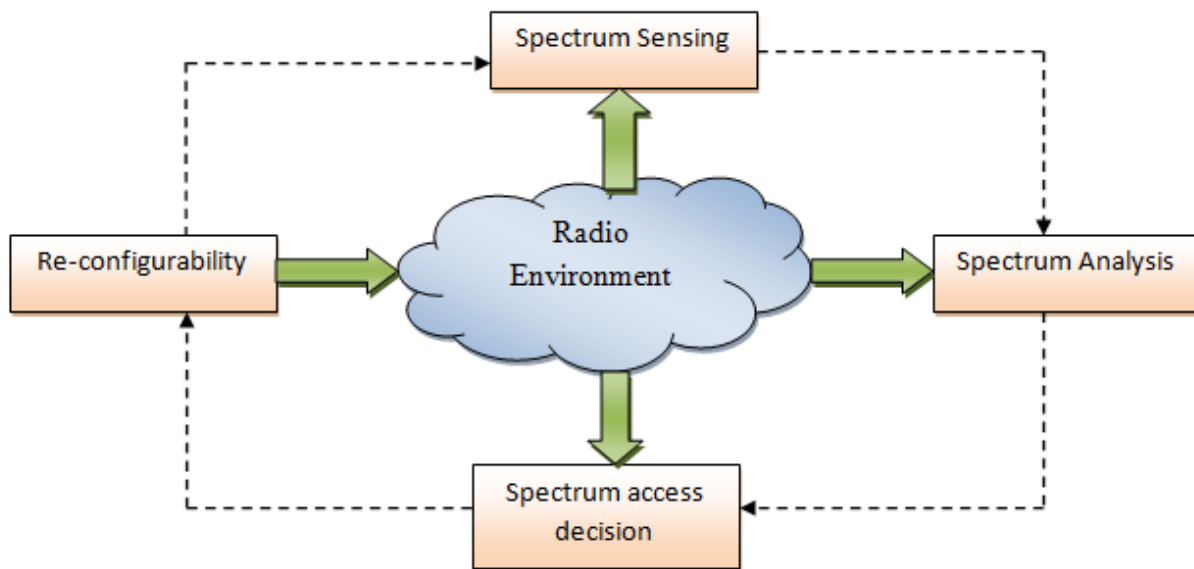 Spectrum Sensing
Radio
Environment
Re-configurability
Spectrum Analysis
Spectrum access
decision